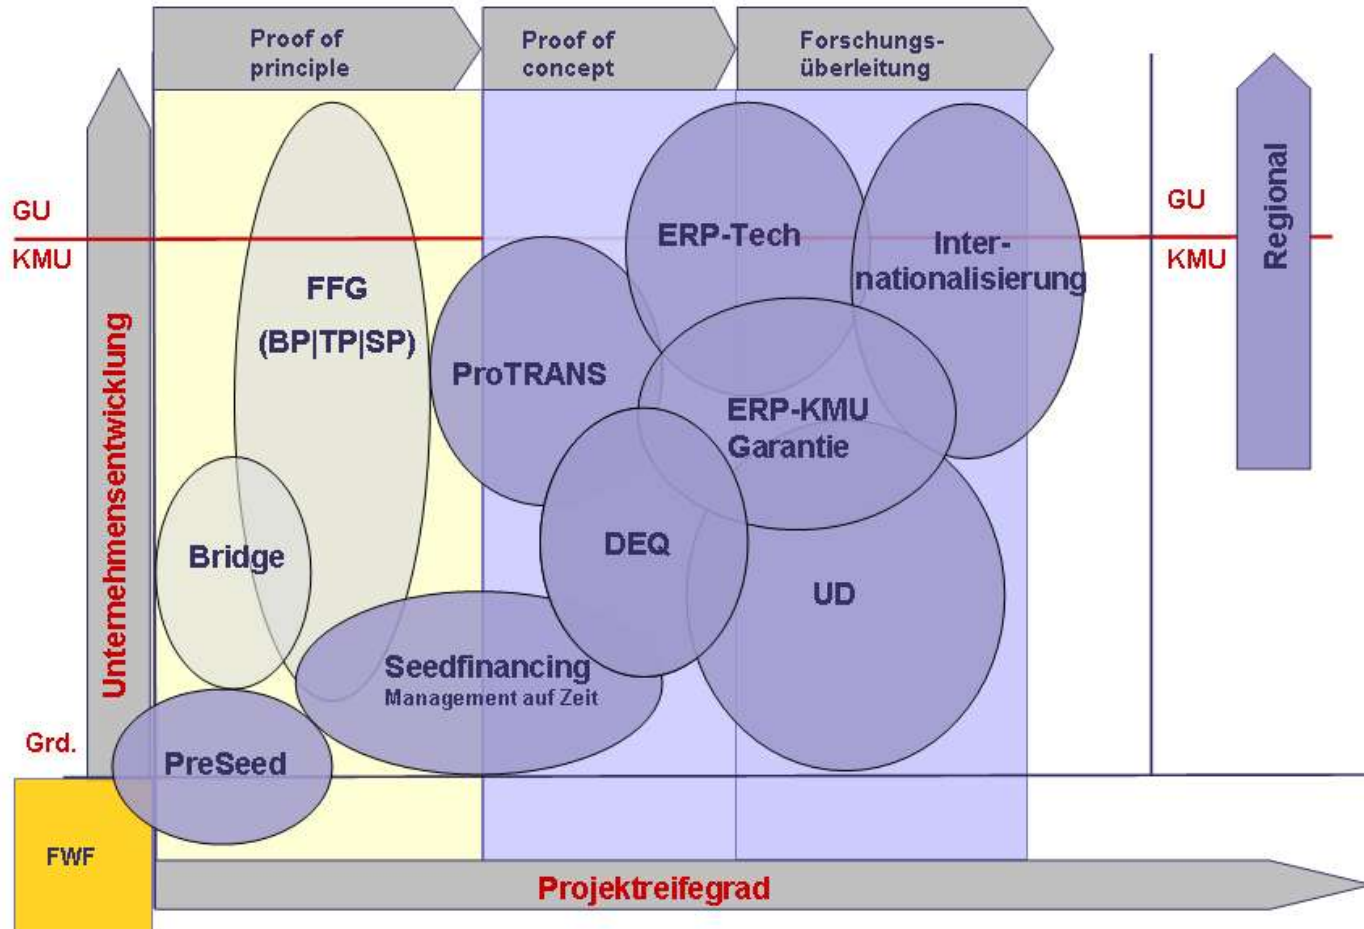 Proof of
principle
Proof of
concept
Forschungs-
überleitung
GU
KMU
GU
KMU
Regional
Unternehmensentwicklung
FFG
(BP|TP|SP)
ERP-Tech
Inter-
nationalisierung
ProTRANS
ERP-KMU
Garantie
Bridge
DEQ
UD
Seedfinancing
Management auf Zeit
Grd.
PreSeed
FWF
Projektreifegrad